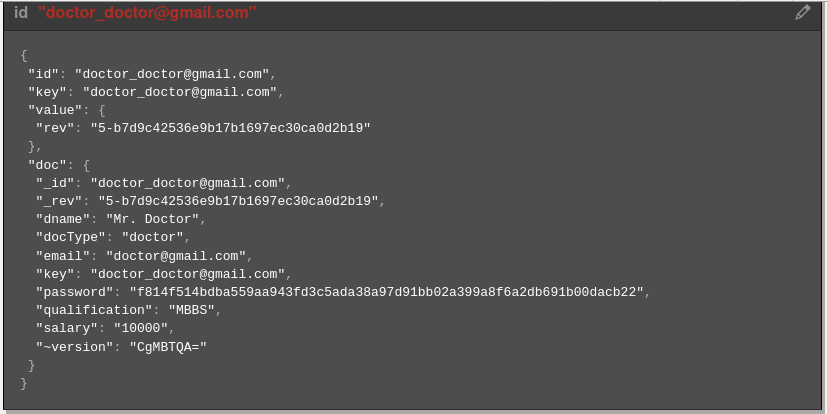 id "doctor_doctor@gmail.com"
{
"id": "doctor_doctor@gmail.com",
"key": "doctor_doctor@gmail.com",
"value": {
"rev": "5-b7d9c42536e9b17b1697ec30ca0d2b19"
},
"doc": {
"_id": "doctor_doctor@gmail.com",
"_rev": "5-b7d9c42536e9b17b1697ec30ca0d2b19",
"dname": "Mr. Doctor",
"docType": "doctor",
"email": "doctor@gmail.com",
"key": "doctor_doctor@gmail.com",
"password": "f814f514bdba559aa943fd3c5ada38a97d91bb02a399a8f6a2db691b00dacb22",
"qualification": "MBBS",
"salary": "10000",
"~version": "CgMBTQA="
}
}